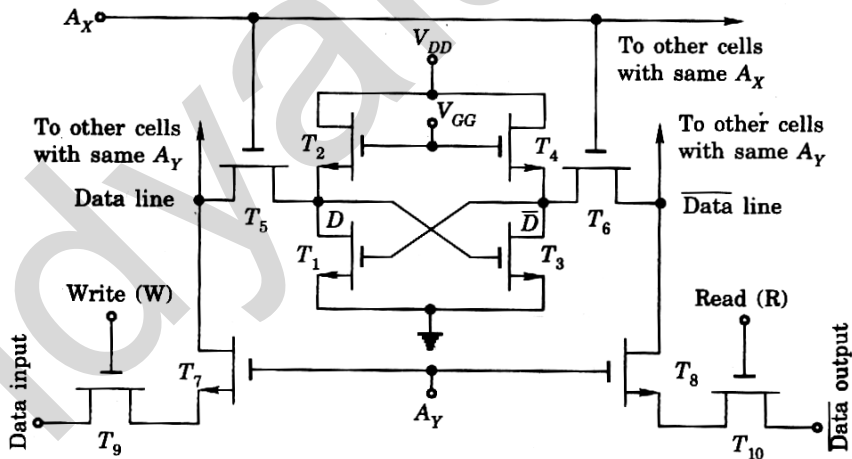 A_X
To other cells
with same A_X
V_DD
V_GG
To other cells
with same A_Y
T_2
T_4
To other cells
with same A_Y
Data line
T_5
D
D̅
T_6
D̅a̅t̅a̅ line
T_1
T_3
Write (W)
Read (R)
Data input
T_7
A_Y
T_8
D̅a̅t̅a̅ output
T_9
T_10
dya